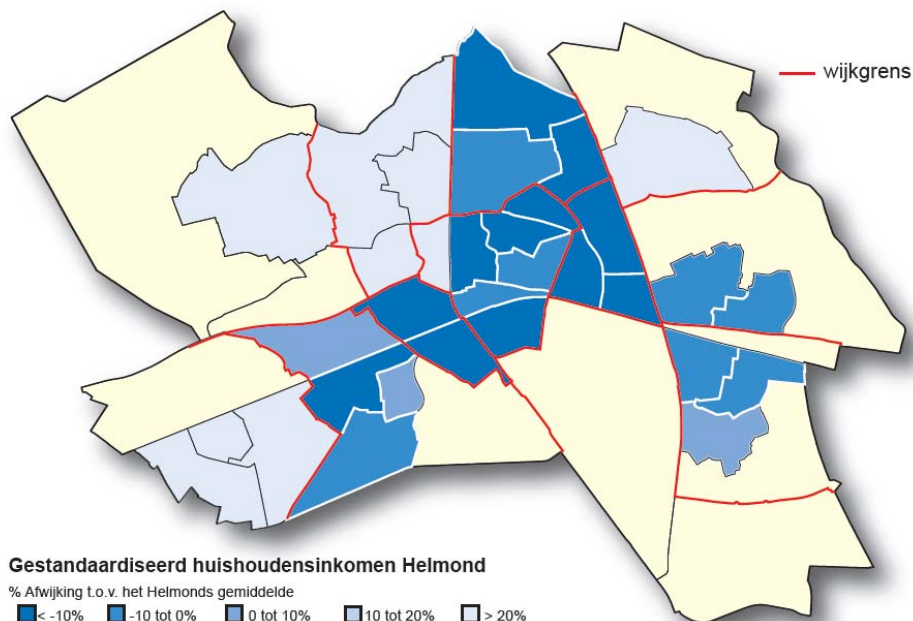 wijkgrens
Gestandaardiseerd huishoudensinkomen Helmond
% Afwijking t.o.v. het Helmonds gemiddelde
< -10% -10 tot 0% 0 tot 10% 10 tot 20% > 20%